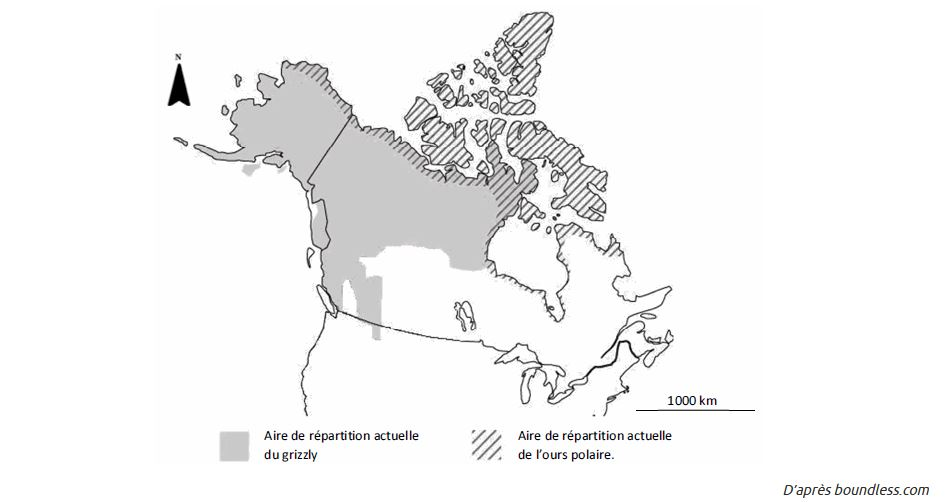 N
1000 km
Aire de répartition actuelle
du grizzly
Aire de répartition actuelle
de l'ours polaire.
D'après boundless.com